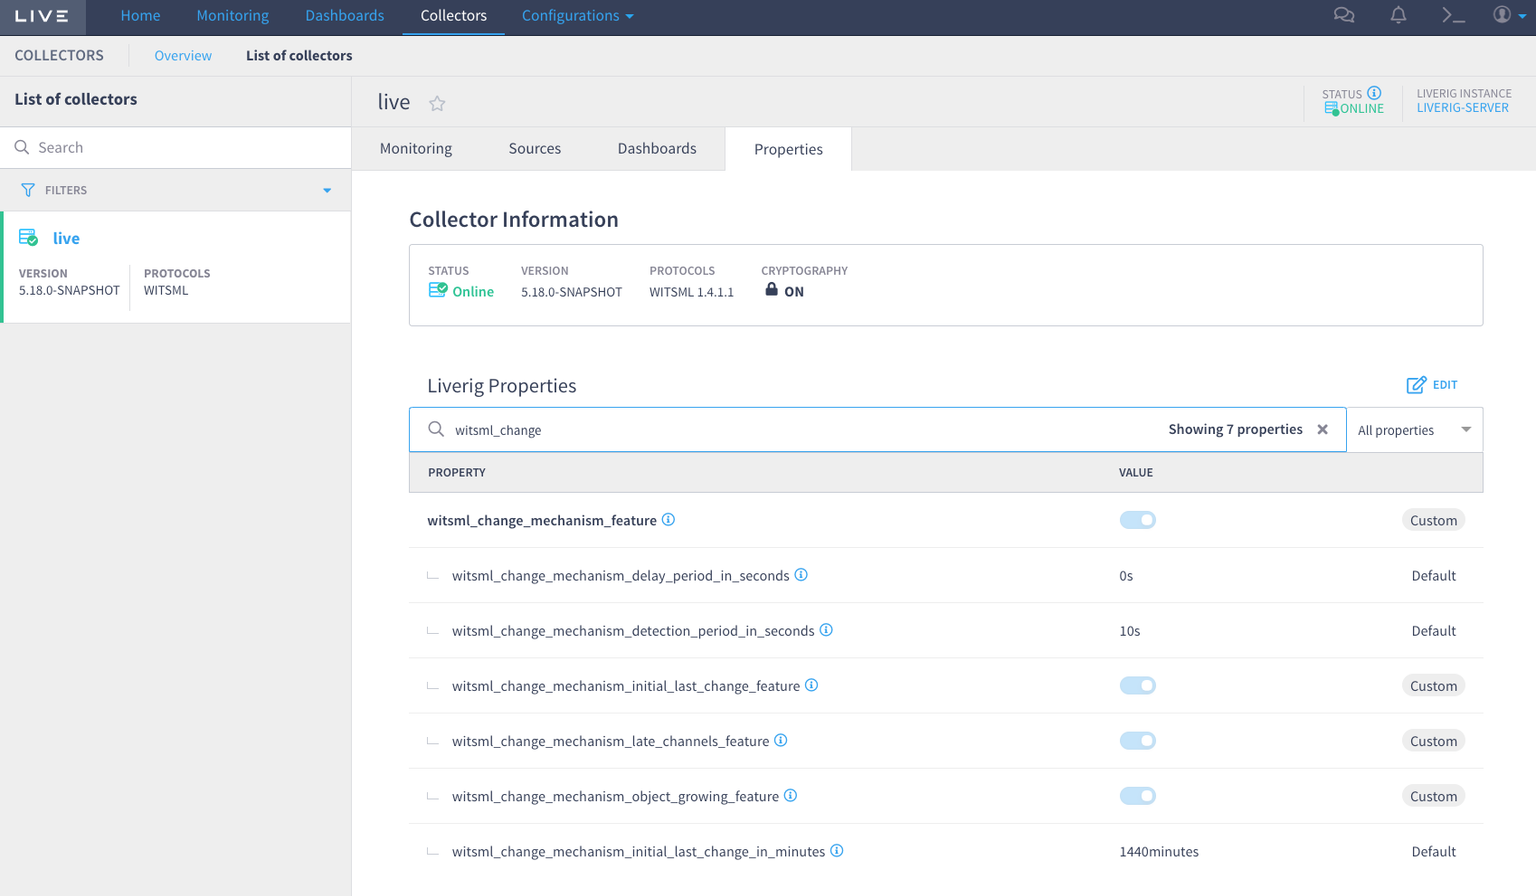 LIVE
Home
Monitoring
Dashboards
Collectors
Configurations
COLLECTORS
Overview
List of collectors
List of collectors
Search
FILTERS
live
VERSION
5.18.0-SNAPSHOT
PROTOCOLS
WITSML
live
STATUS
ONLINE
LIVERIG INSTANCE
LIVERIG-SERVER
Monitoring
Sources
Dashboards
Properties
Collector Information
STATUS
Online
VERSION
5.18.0-SNAPSHOT
PROTOCOLS
WITSML 1.4.1.1
CRYPTOGRAPHY
ON
Liverig Properties
EDIT
witsml_change
Showing 7 properties
All properties
PROPERTY VALUE
witsml_change_mechanism_feature Custom
witsml_change_mechanism_delay_period_in_seconds 0s Default
witsml_change_mechanism_detection_period_in_seconds 10s Default
witsml_change_mechanism_initial_last_change_feature Custom
witsml_change_mechanism_late_channels_feature Custom
witsml_change_mechanism_object_growing_feature Custom
witsml_change_mechanism_initial_last_change_in_minutes 1440minutes Default